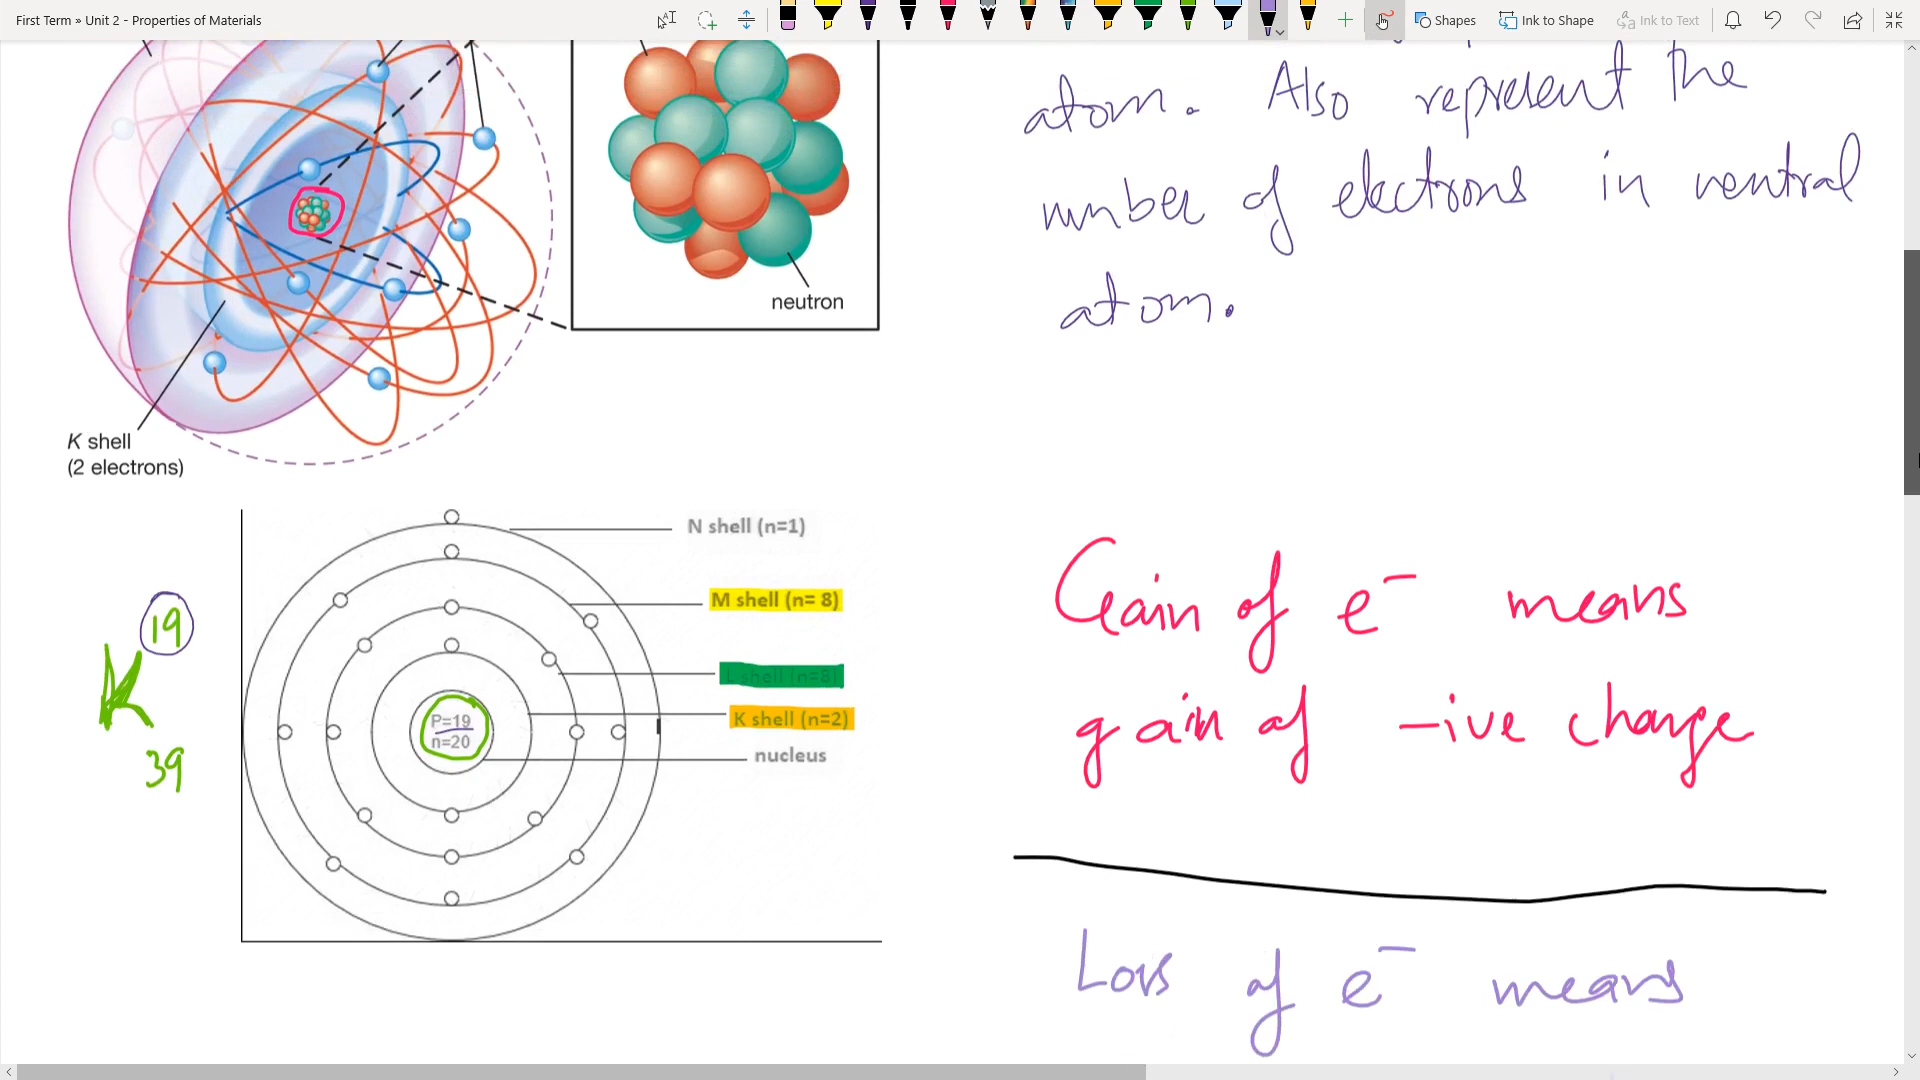 First Term » Unit 2 - Properties of Materials
Shapes
Ink to Shape
Ink to Text
neutron
K shell
(2 electrons)
atom. Also represent the
number of electrons in neutral
atom.
N shell (n=1)
M shell (n= 8)
L shell (n=8)
K shell (n=2)
nucleus
P=19
n=20
19
K
39
Gain of e⁻ means
gain of -ive charge
Loss of e⁻ means